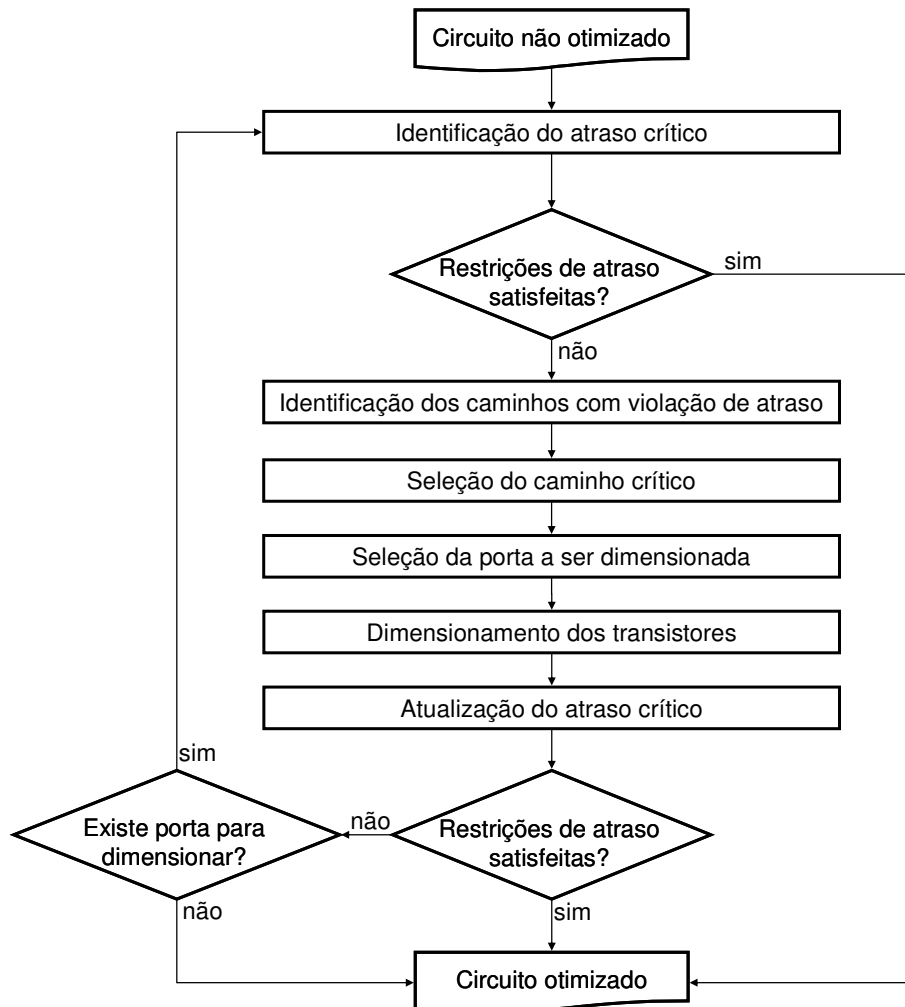 Circuito não otimizado
Identificação do atraso crítico
Restrições de atraso
satisfeitas?
sim
não
Identificação dos caminhos com violação de atraso
Seleção do caminho crítico
Seleção da porta a ser dimensionada
Dimensionamento dos transistores
Atualização do atraso crítico
sim
Existe porta para
dimensionar?
não
Restrições de atraso
satisfeitas?
não
sim
Circuito otimizado